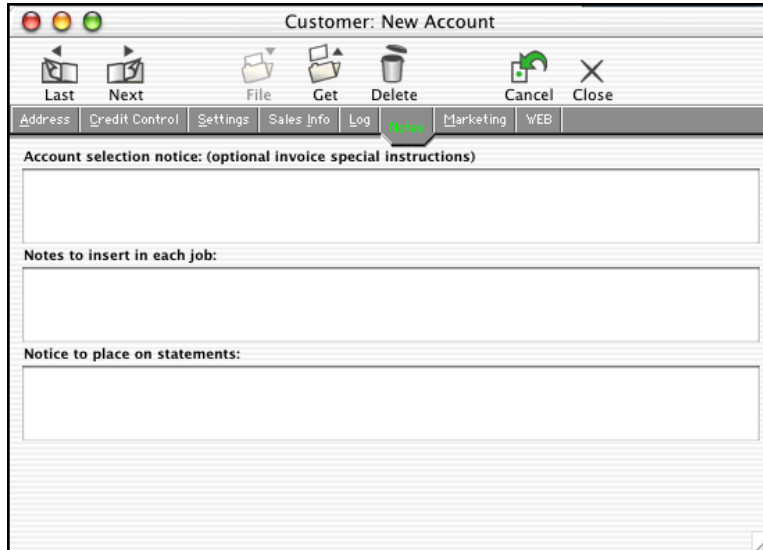 Customer: New Account
Last Next File Get Delete Cancel Close
Address Credit Control Settings Sales Info Log Notes Marketing WEB
Account selection notice: (optional invoice special instructions)
Notes to insert in each job:
Notice to place on statements: